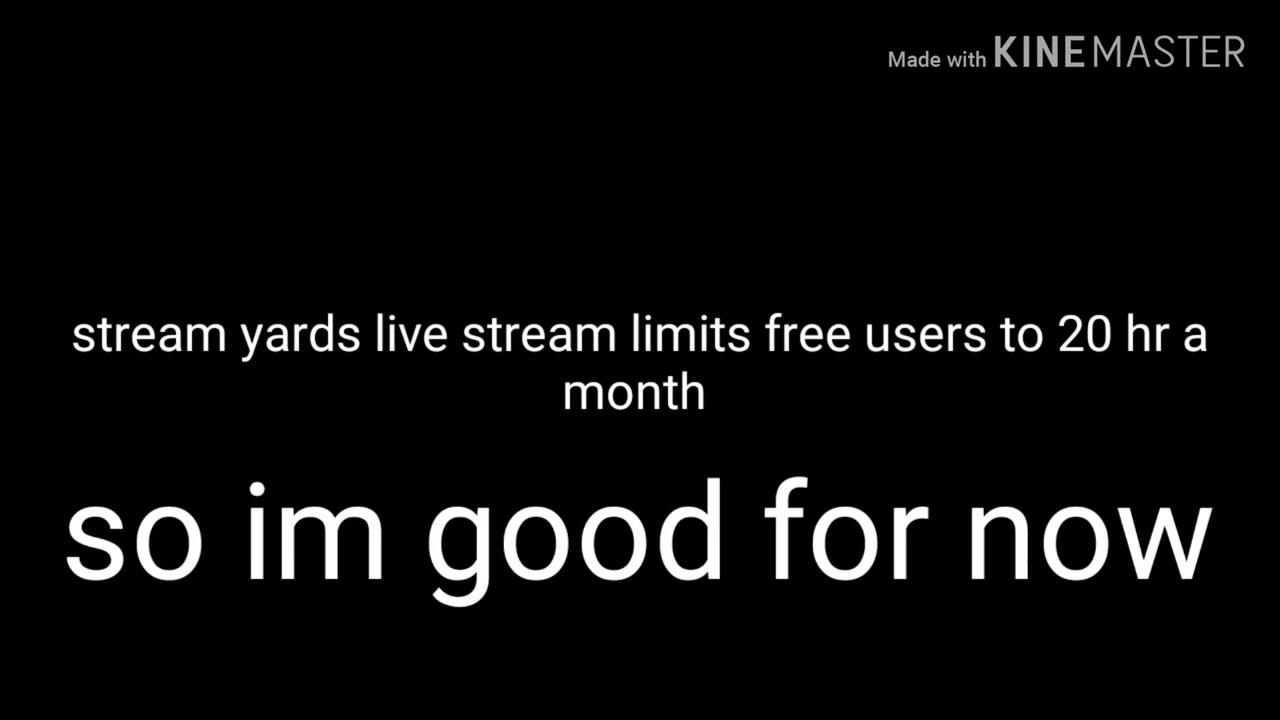 Made with KINEMASTER
stream yards live stream limits free users to 20 hr a
month
so im good for now